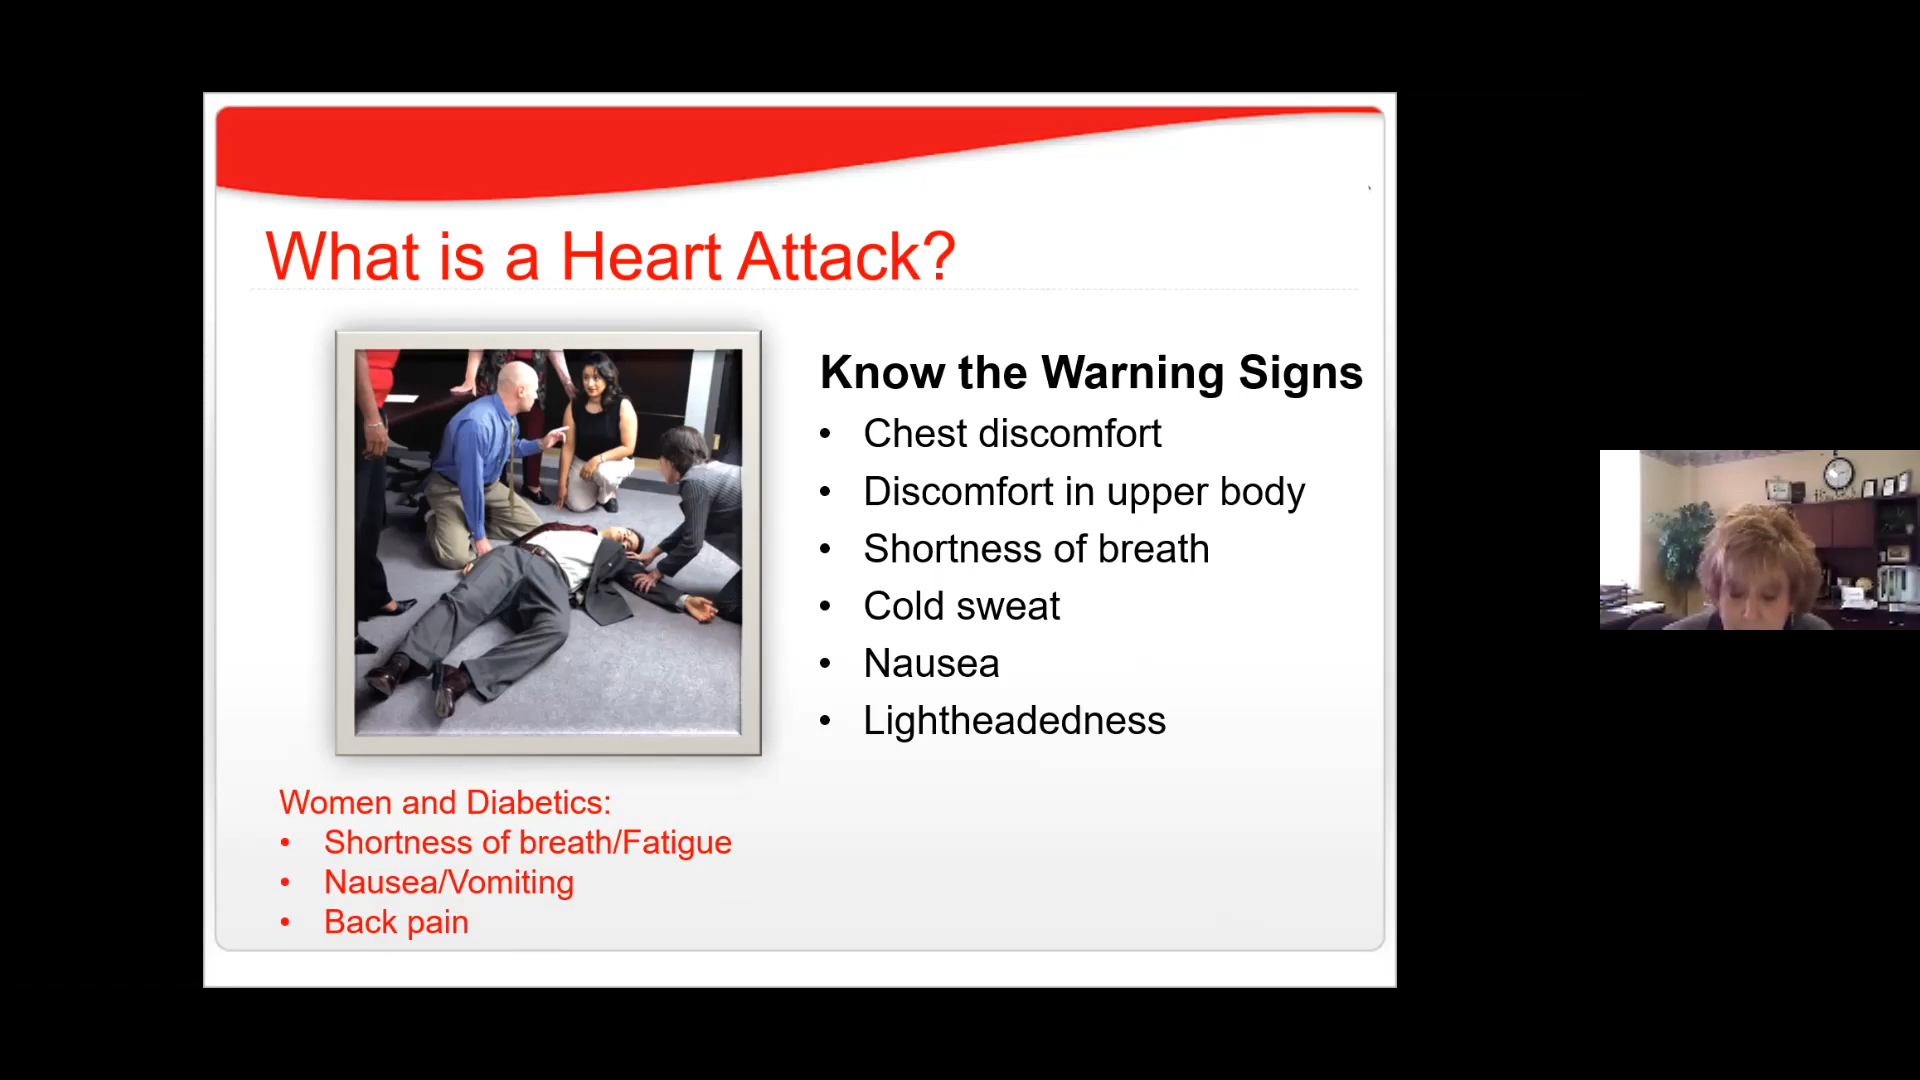 What is a Heart Attack?
Know the Warning Signs
• Chest discomfort
• Discomfort in upper body
• Shortness of breath
• Cold sweat
• Nausea
• Lightheadedness
Women and Diabetics:
• Shortness of breath/Fatigue
• Nausea/Vomiting
• Back pain